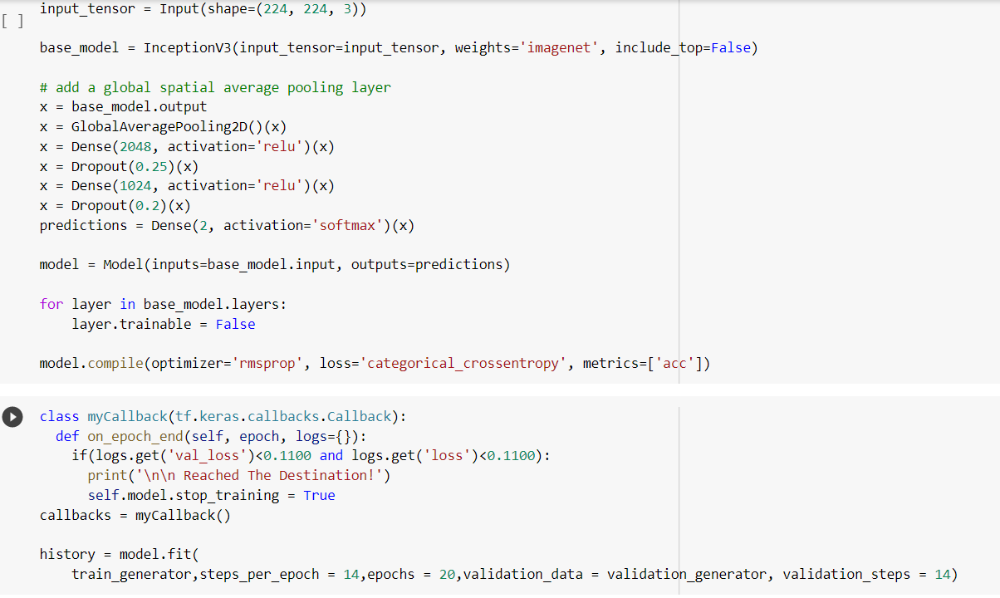 input_tensor = Input(shape=(224, 224, 3))
[ ]
base_model = InceptionV3(input_tensor=input_tensor, weights='imagenet', include_top=False)
# add a global spatial average pooling layer
x = base_model.output
x = GlobalAveragePooling2D()(x)
x = Dense(2048, activation='relu')(x)
x = Dropout(0.25)(x)
x = Dense(1024, activation='relu')(x)
x = Dropout(0.2)(x)
predictions = Dense(2, activation='softmax')(x)
model = Model(inputs=base_model.input, outputs=predictions)
for layer in base_model.layers:
    layer.trainable = False
model.compile(optimizer='rmsprop', loss='categorical_crossentropy', metrics=['acc'])
class myCallback(tf.keras.callbacks.Callback):
  def on_epoch_end(self, epoch, logs={}):
    if(logs.get('val_loss')<0.1100 and logs.get('loss')<0.1100):
      print('\n\n Reached The Destination!')
      self.model.stop_training = True
callbacks = myCallback()
history = model.fit(
    train_generator,steps_per_epoch = 14,epochs = 20,validation_data = validation_generator, validation_steps = 14)